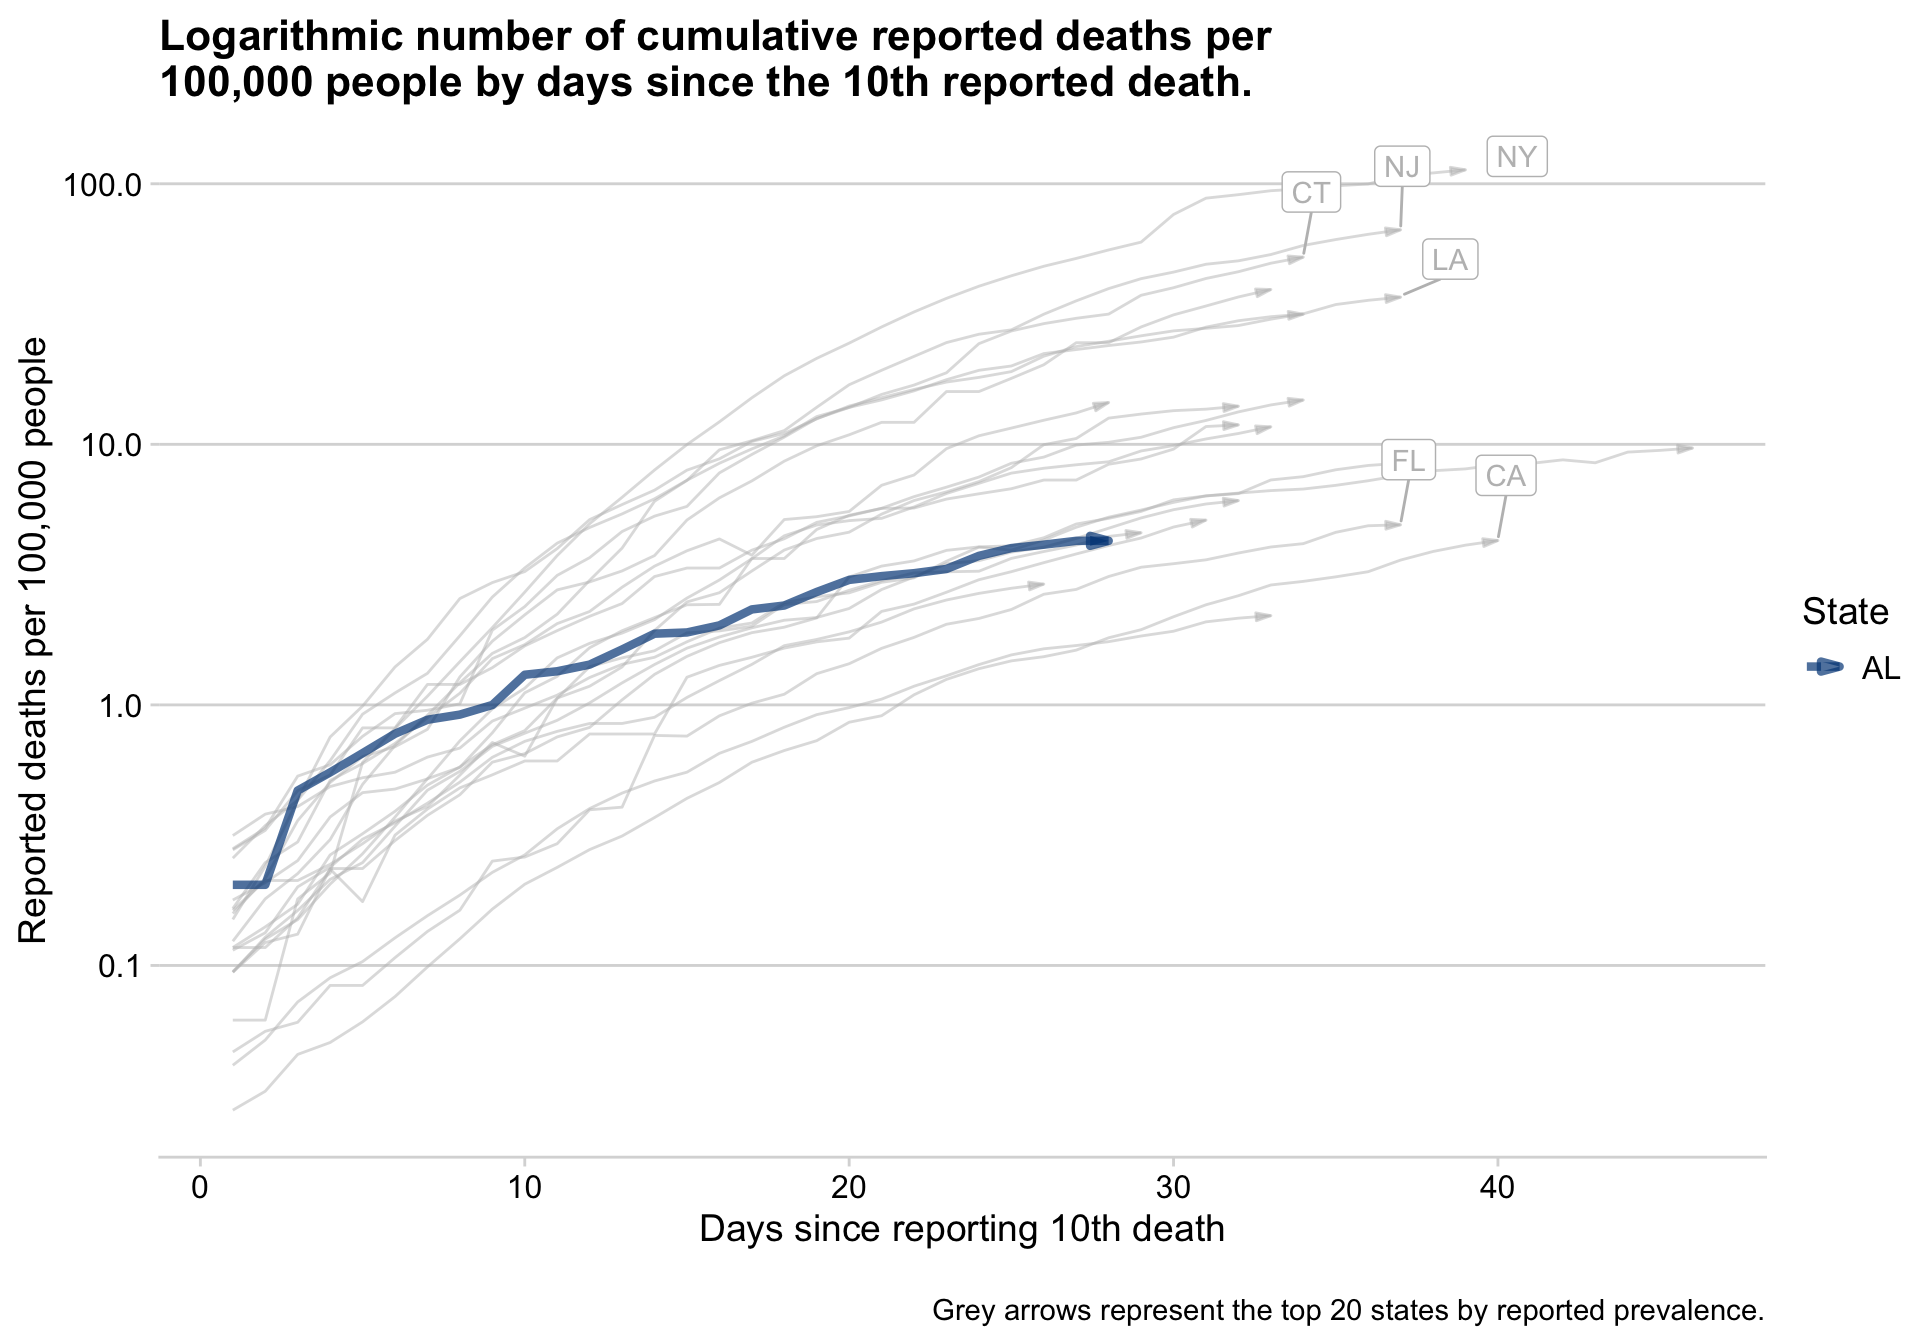 Logarithmic number of cumulative reported deaths per
100,000 people by days since the 10th reported death.
NY
NJ
CT
100.0
LA
Reported deaths per 100,000 people
10.0
FL
CA
State
AL
1.0
0.1
0
10
20
30
40
Days since reporting 10th death
Grey arrows represent the top 20 states by reported prevalence.